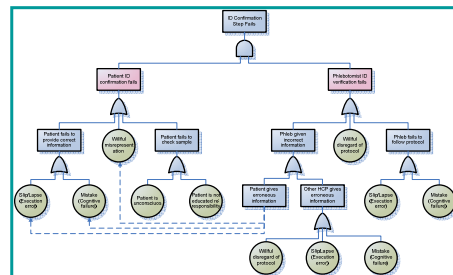 ID Confirmation
Step Fails
Patient ID
confirmation fails
Phlebotomist ID
verification fails
Patient fails to
provide correct
information
Willful
misrepresent
ation
Patient fails to
check sample
Phleb given
incorrect
information
Willful
disregard of
protocol
Phleb fails to
follow protocol
Slip/Lapse
(Execution
error)
Mistake
(Cognitive
failure)
Patient is
unconscious
Patient is not
educated re
responsibility
Patient gives
erroneous
information
Other HCP gives
erroneous
information
Slip/Lapse
(Execution
error)
Mistake
(Cognitive
failure)
Willful
disregard of
protocol
Slip/Lapse
(Execution
error)
Mistake
(Cognitive
failure)